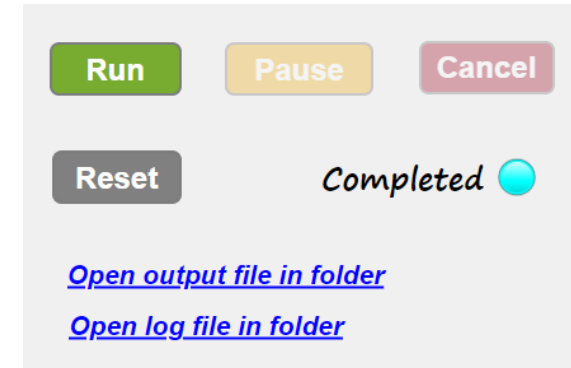 Run Pause Cancel
Reset Completed
Open output file in folder
Open log file in folder